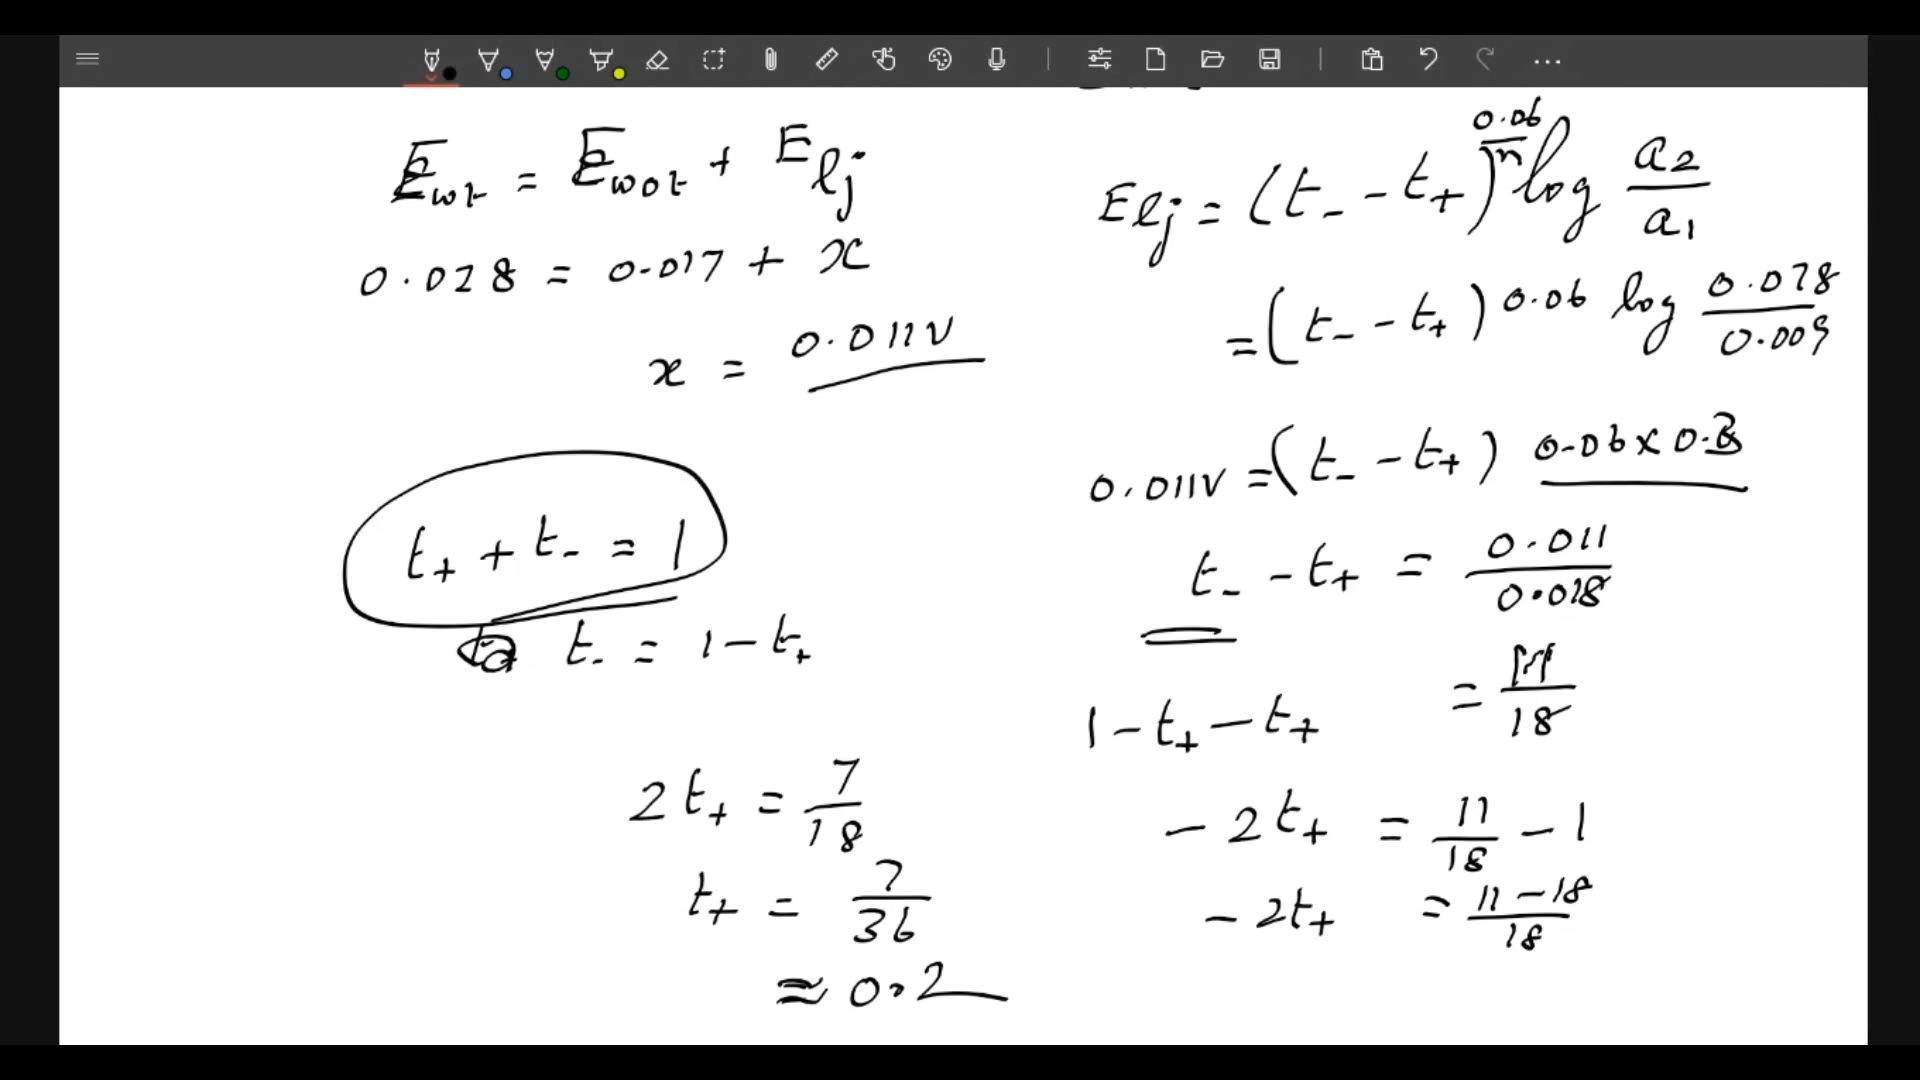 E_wt = E_wot + E_lj
0.028 = 0.017 + x
x = 0.011V
t₊ + t₋ = 1
t₋ = 1 - t₊
2t₊ = 7/18
t₊ = 7/36
≈ 0.2
E_lj = (t₋ - t₊) 0.06/n log a₂/a₁
= (t₋ - t₊) 0.06 log 0.078/0.009
0.011V = (t₋ - t₊) 0.06 x 0.3
t₋ - t₊ = 0.011/0.018
= 11/18
1 - t₊ - t₊
- 2t₊ = 11/18 - 1
- 2t₊ = 11 - 18/18